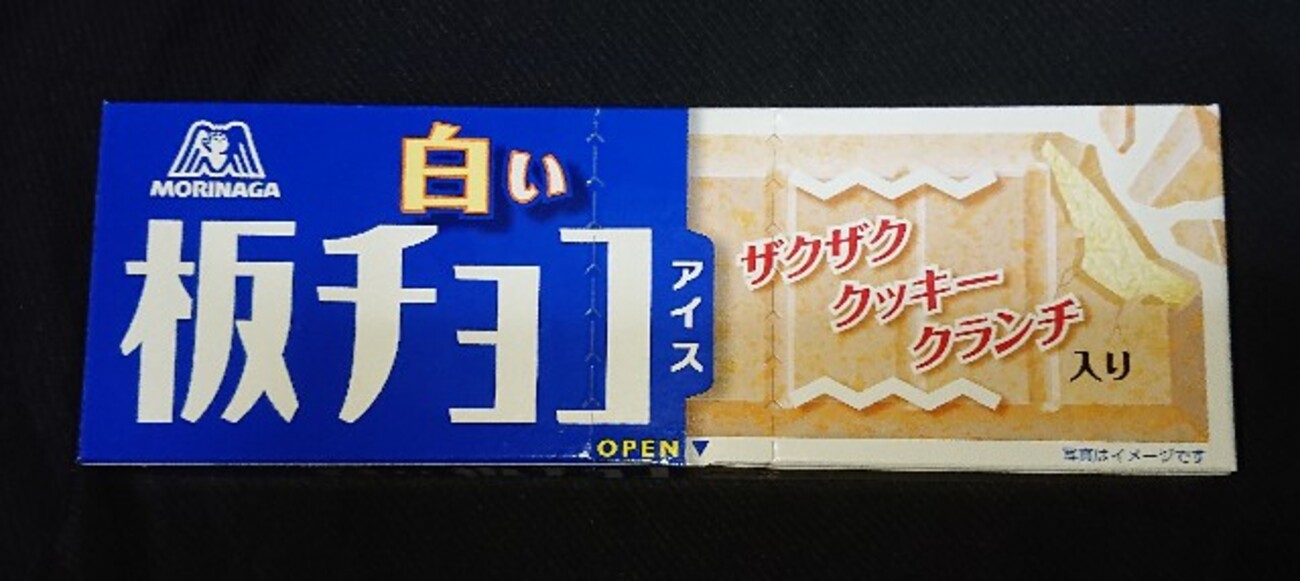 MORINAGA
白い
板チョコ
アイス
OPEN▼
ザクザク
クッキー
クランチ
入り
写真はイメージです